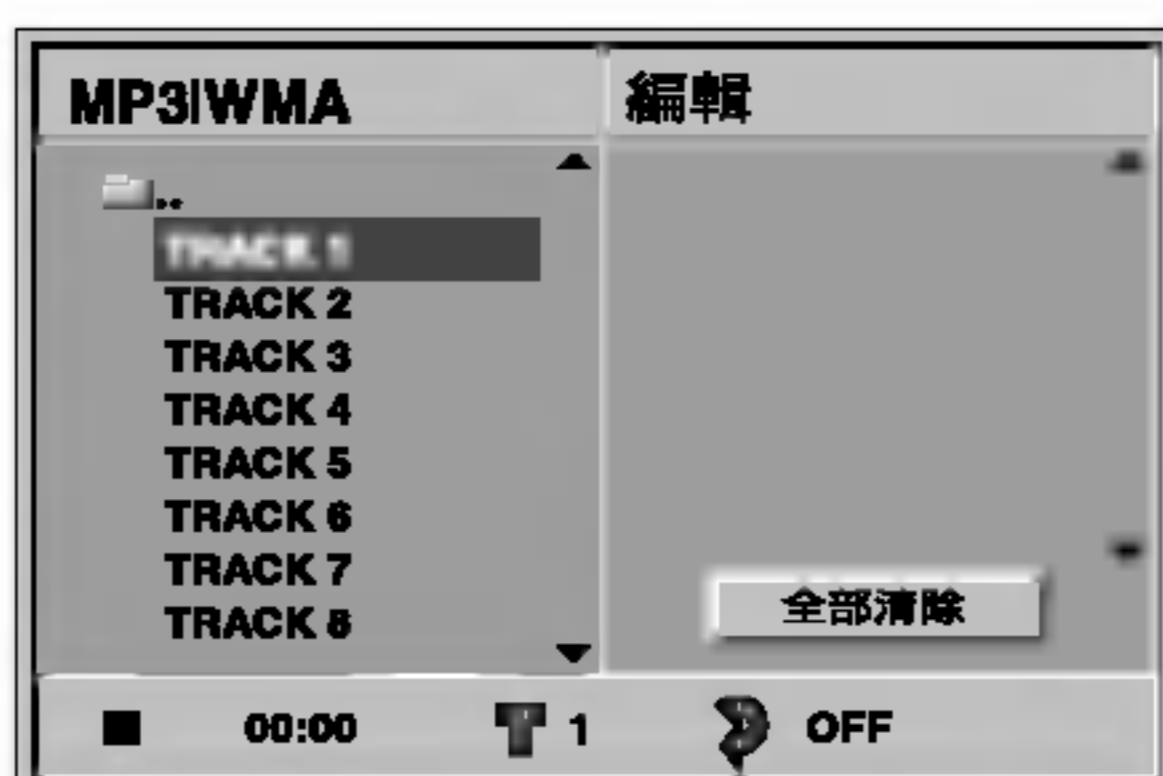 MP3|WMA
編輯
..
TRACK 1
TRACK 2
TRACK 3
TRACK 4
TRACK 5
TRACK 6
TRACK 7
TRACK 8
全部清除
00:00
T 1
OFF